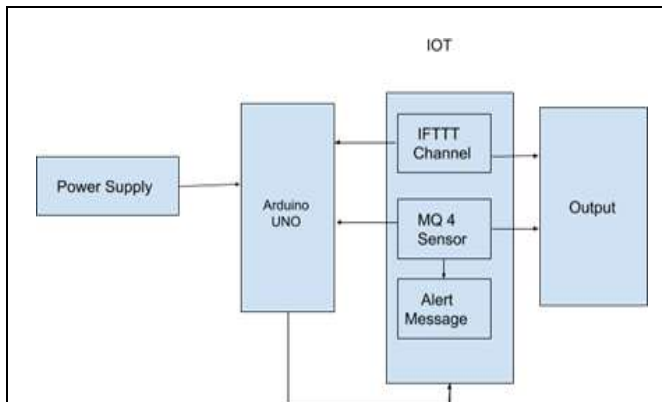 IOT
IFTTT
Channel
Power Supply
Arduino
UNO
MQ 4
Sensor
Output
Alert
Message